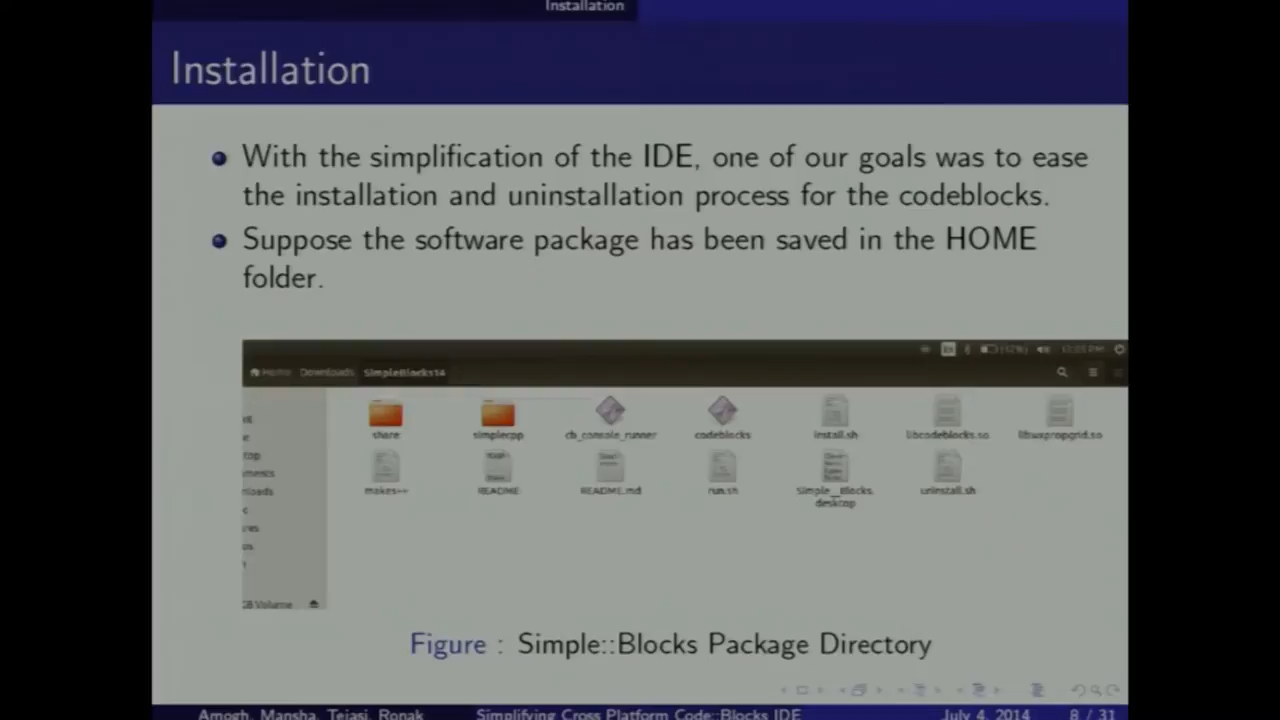 Installation
Installation
With the simplification of the IDE, one of our goals was to ease
the installation and uninstallation process for the codeblocks.
Suppose the software package has been saved in the HOME
folder.
Home Downloads SimpleBlocks14
share simplecpp cb_console_runner codeblocks install.sh libcodeblocks.so libwxpropgrid.so
makes++ README README.md run.sh Simple__Blocks. uninstall.sh
desktop
Figure : Simple::Blocks Package Directory
Amogh, Mansha, Tejasi, Ronak Simplifying Cross Platform Code::Blocks IDE July 4, 2014 8 / 31